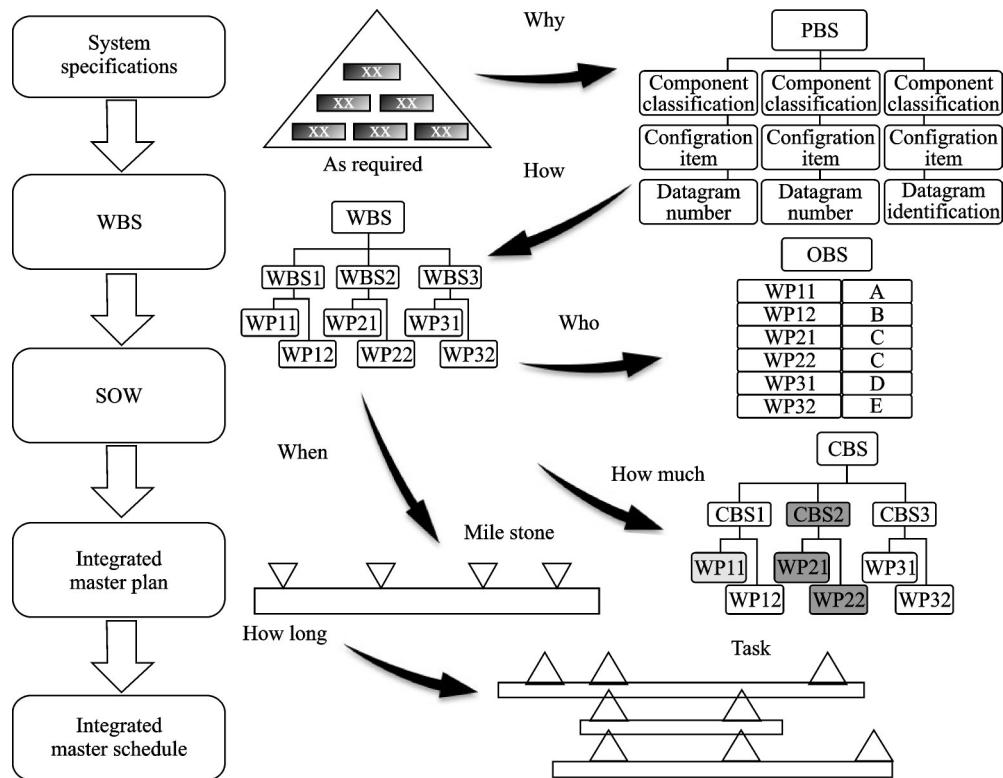 System
specifications
WBS
SOW
Integrated
master plan
Integrated
master schedule
XX
XX XX
XX XX XX
As required
Why
PBS
Component
classification
Component
classification
Component
classification
Configration
item
Configration
item
Configration
item
Datagram
number
Datagram
number
Datagram
identification
How
WBS
WBS1 WBS2 WBS3
WP11 WP21 WP31
WP12 WP22 WP32
Who
OBS
WP11 A
WP12 B
WP21 C
WP22 C
WP31 D
WP32 E
When
How much
CBS
CBS1 CBS2 CBS3
WP11 WP21 WP31
WP12 WP22 WP32
Mile stone
How long
Task